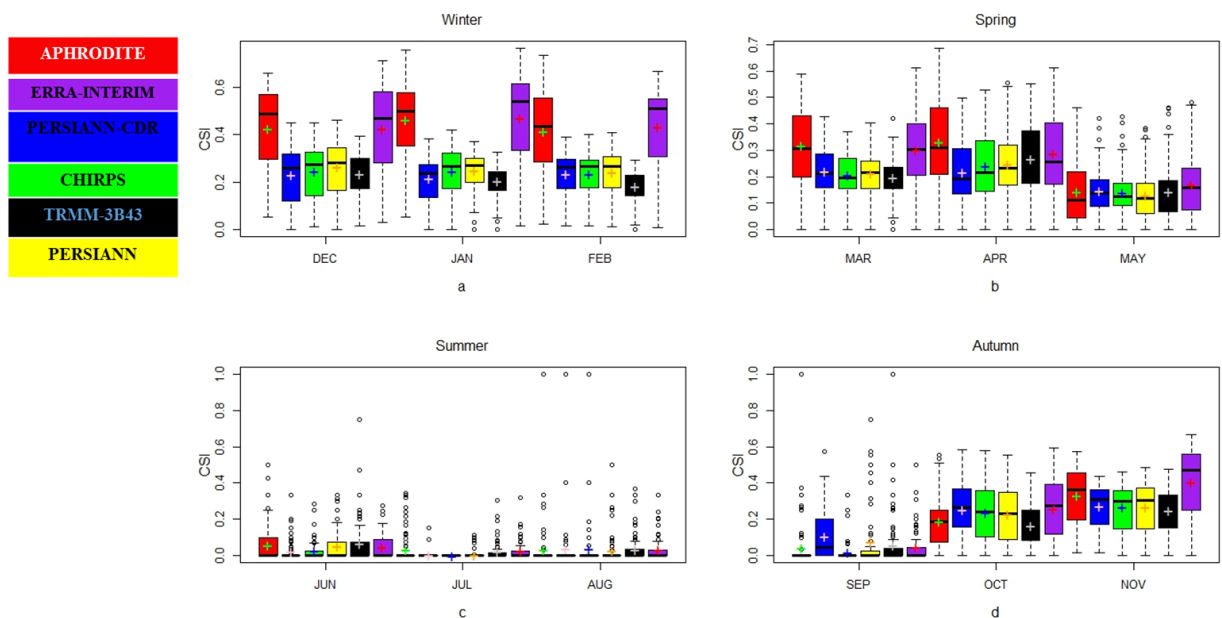 APHRODITE
ERRA-INTERIM
PERSIANN-CDR
CHIRPS
TRMM-3B43
PERSIANN
Winter
CSI
0.6
0.4
0.2
0.0
DEC JAN FEB
a
Spring
CSI
0.7
0.6
0.5
0.4
0.3
0.2
0.1
0.0
MAR APR MAY
b
Summer
CSI
1.0
0.8
0.6
0.4
0.2
0.0
JUN JUL AUG
c
Autumn
CSI
1.0
0.8
0.6
0.4
0.2
0.0
SEP OCT NOV
d